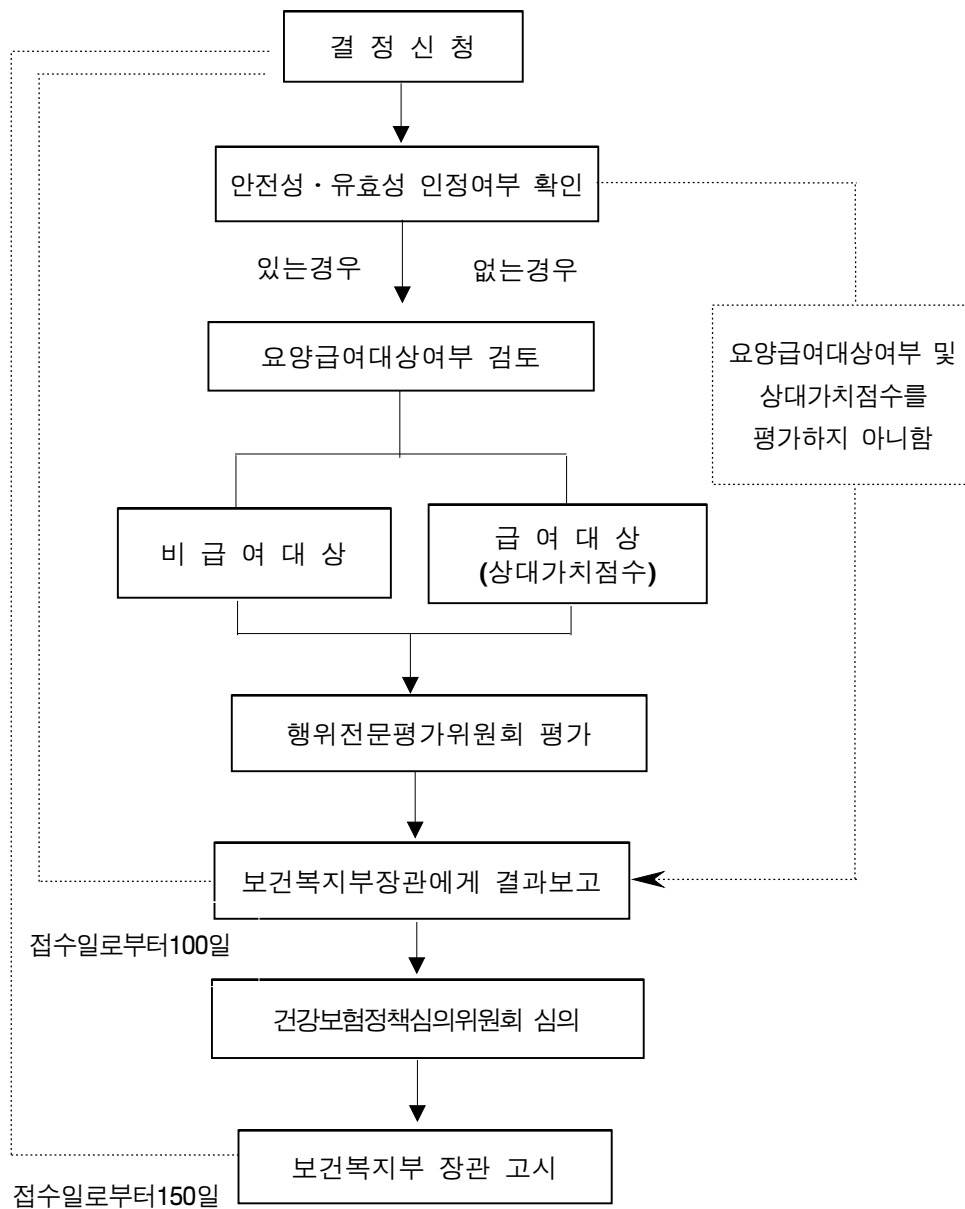 결 정 신 청
안전성·유효성 인정여부 확인
있는경우
없는경우
요양급여대상여부 검토
요양급여대상여부 및
상대가치점수를
평가하지 아니함
비 급 여 대 상
급 여 대 상
(상대가치점수)
행위전문평가위원회 평가
보건복지부장관에게 결과보고
접수일로부터100일
건강보험정책심의위원회 심의
보건복지부 장관 고시
접수일로부터150일